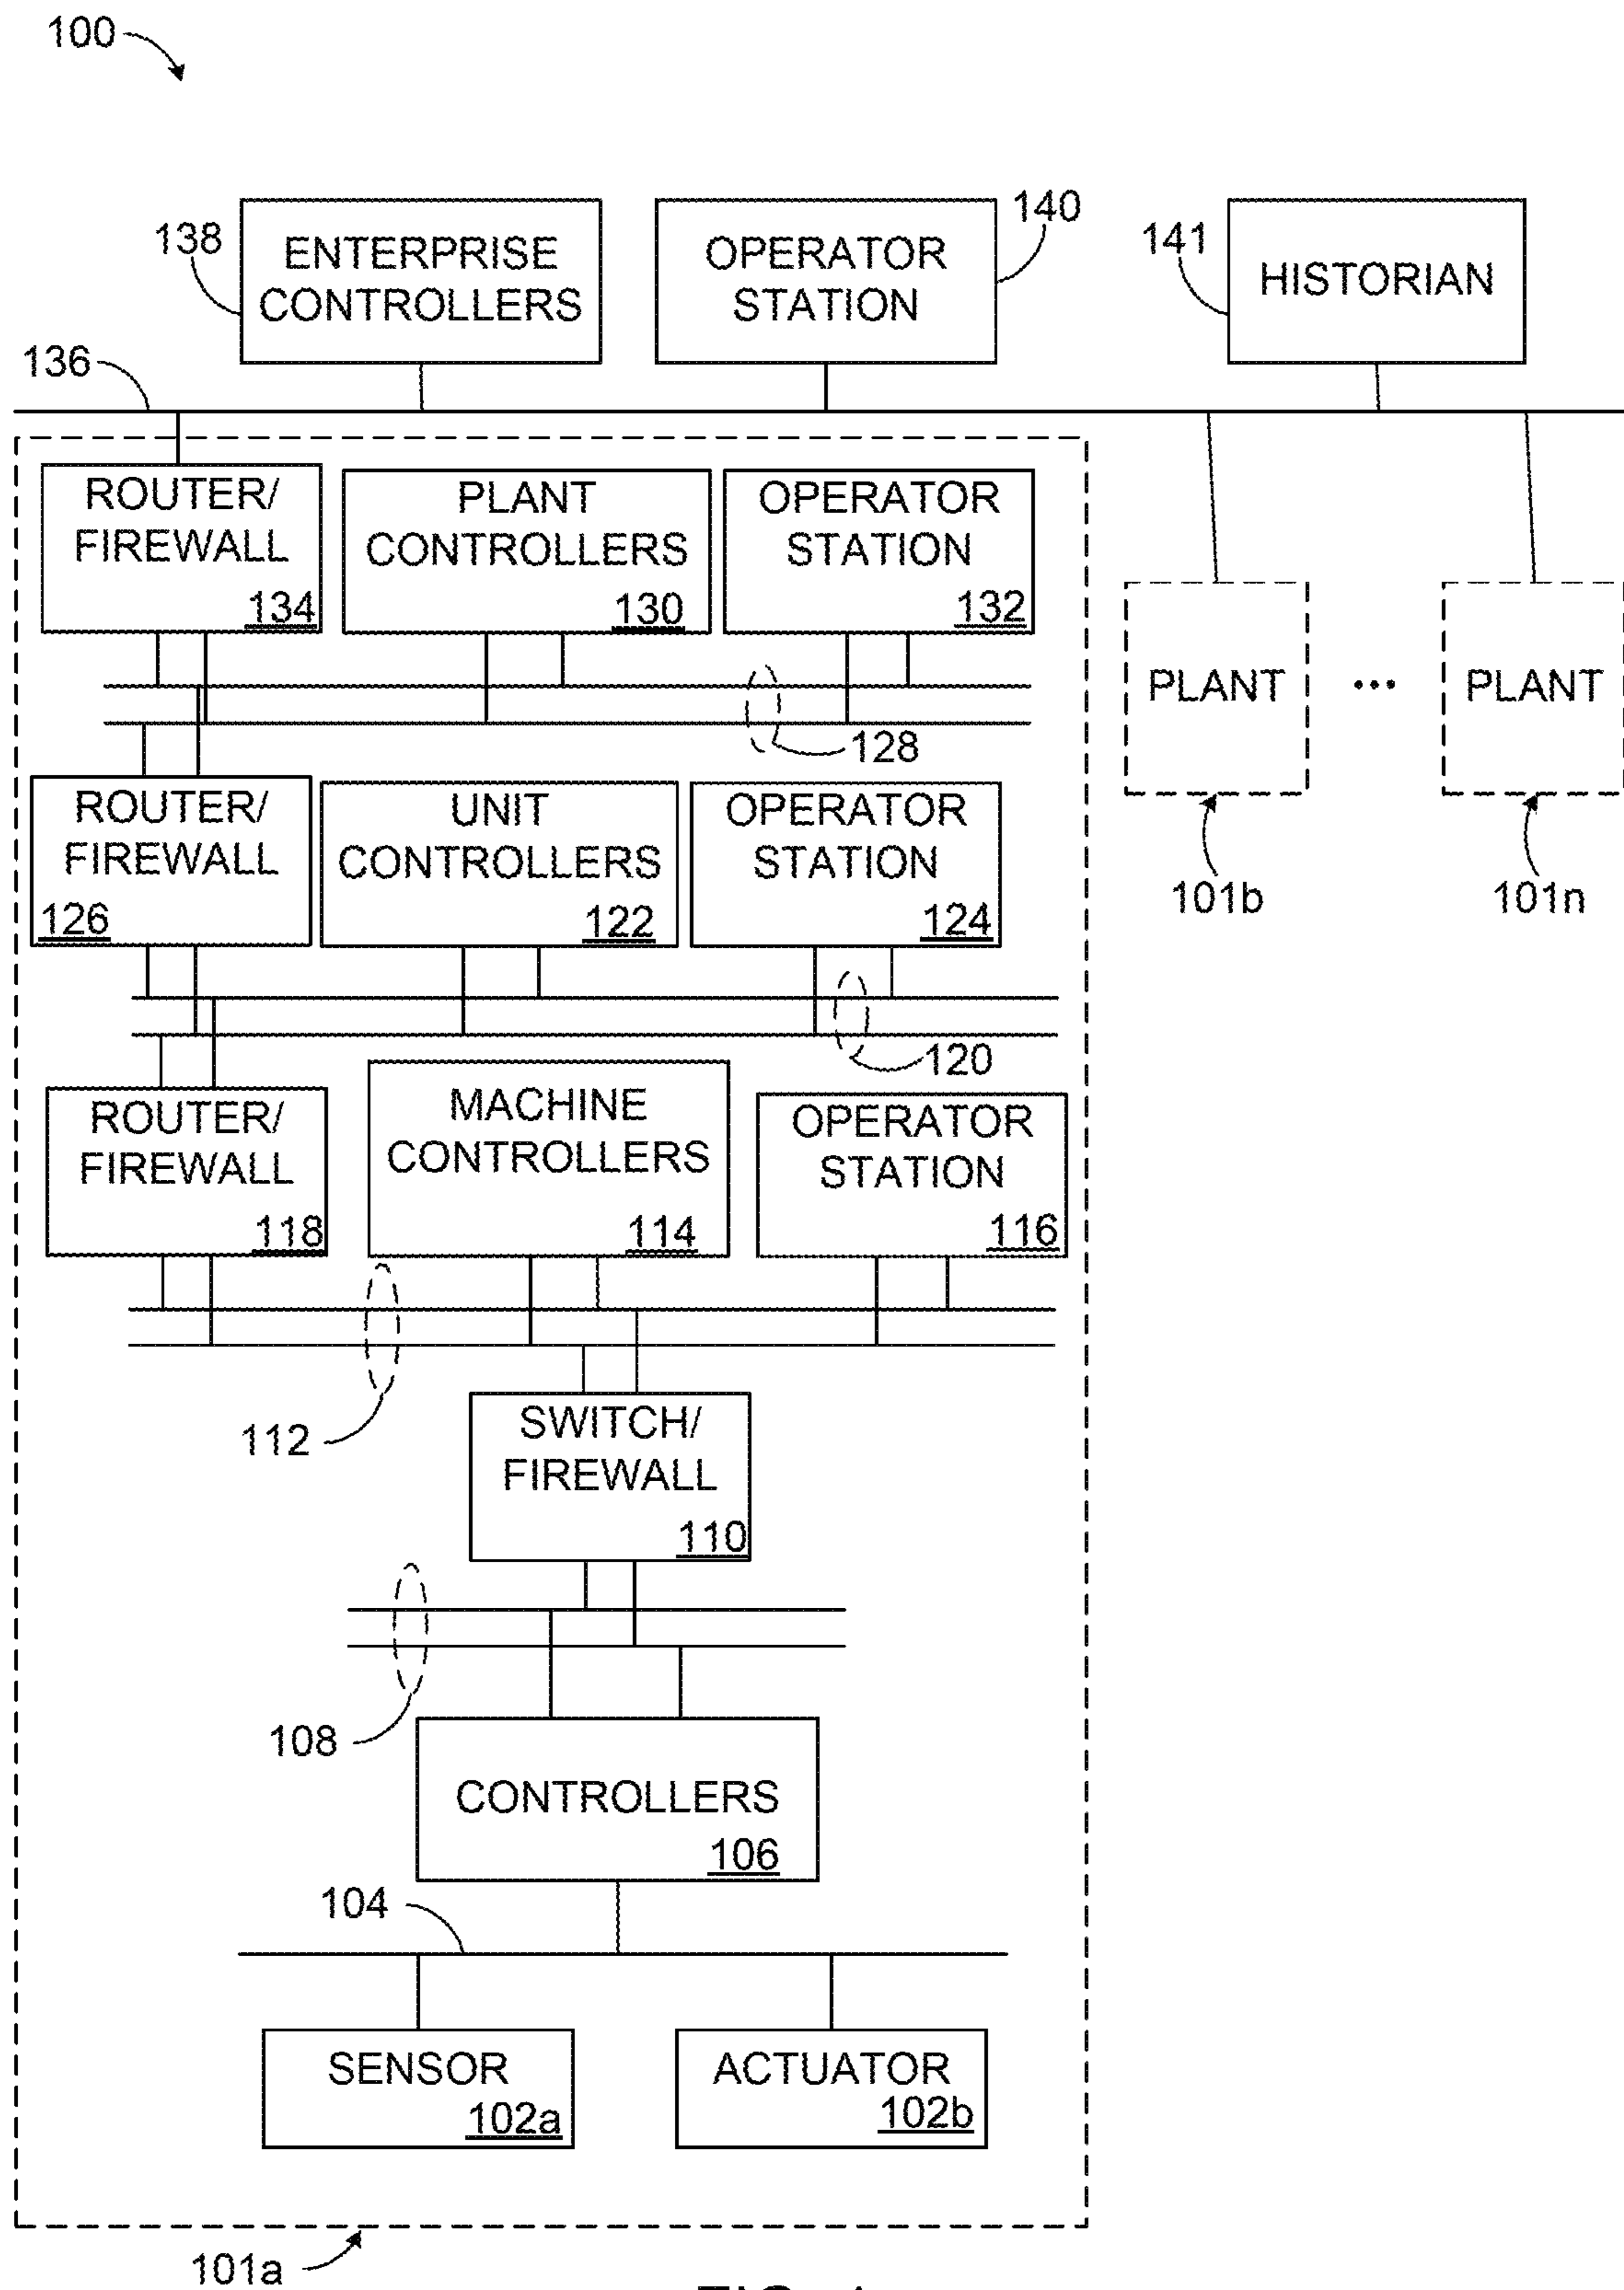 100
138
ENTERPRISE
CONTROLLERS
OPERATOR
STATION
140
141
HISTORIAN
136
ROUTER/
FIREWALL
134
PLANT
CONTROLLERS
130
OPERATOR
STATION
132
128
PLANT
...
PLANT
101b
101n
ROUTER/
FIREWALL
126
UNIT
CONTROLLERS
122
OPERATOR
STATION
124
120
ROUTER/
FIREWALL
118
MACHINE
CONTROLLERS
114
OPERATOR
STATION
116
112
SWITCH/
FIREWALL
110
108
CONTROLLERS
106
104
SENSOR
102a
ACTUATOR
102b
101a